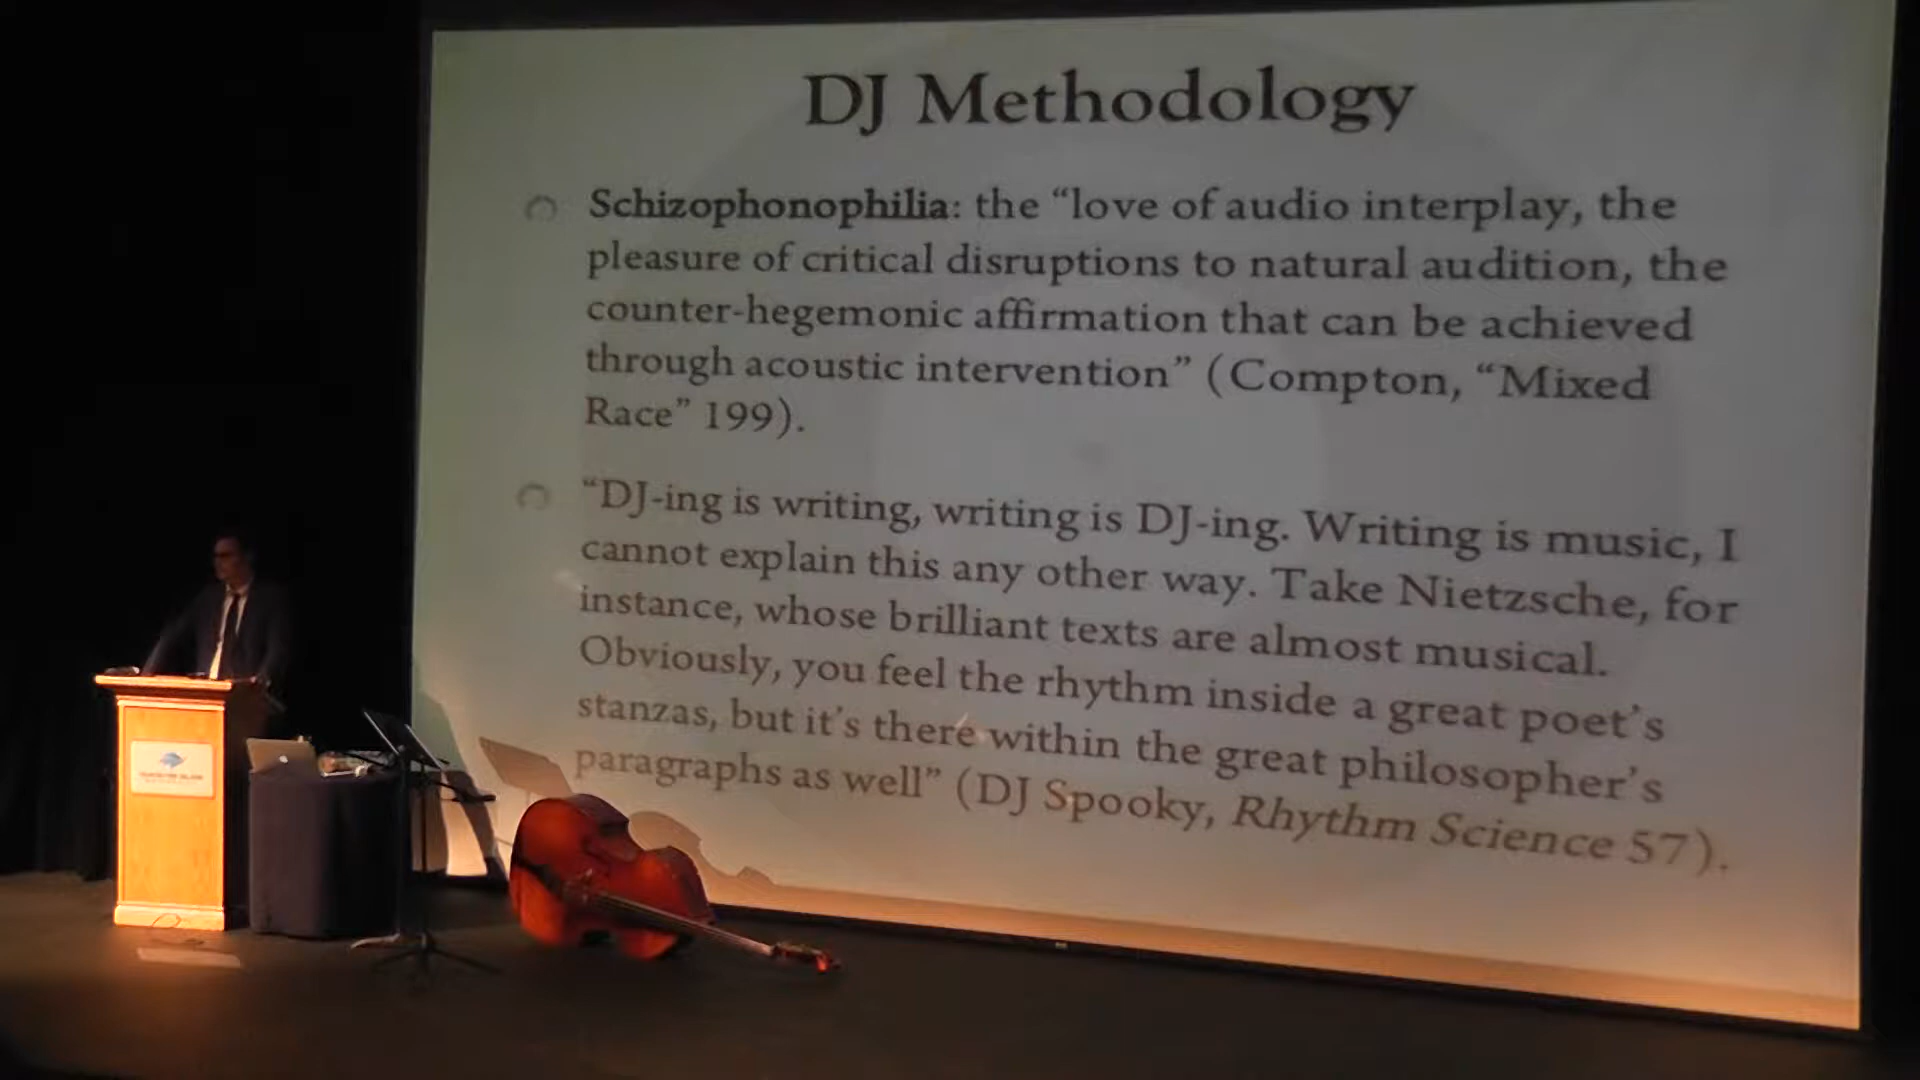 DJ Methodology
Schizophonophilia: the “love of audio interplay, the
pleasure of critical disruptions to natural audition, the
counter-hegemonic affirmation that can be achieved
through acoustic intervention” (Compton, “Mixed
Race” 199).
“DJ-ing is writing, writing is DJ-ing. Writing is music, I
cannot explain this any other way. Take Nietzsche, for
instance, whose brilliant texts are almost musical.
Obviously, you feel the rhythm inside a great poet’s
stanzas, but it’s there within the great philosopher’s
paragraphs as well” (DJ Spooky, Rhythm Science 57).